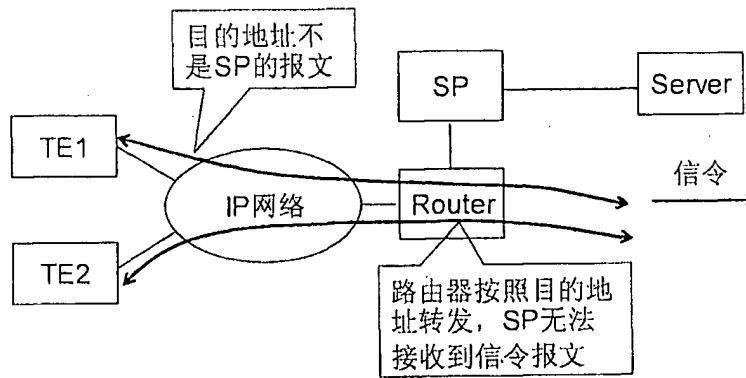 目的地址不
是SP的报文
SP
Server
TE1
信令
IP网络
Router
TE2
路由器按照目的地
址转发，SP无法
接收到信令报文